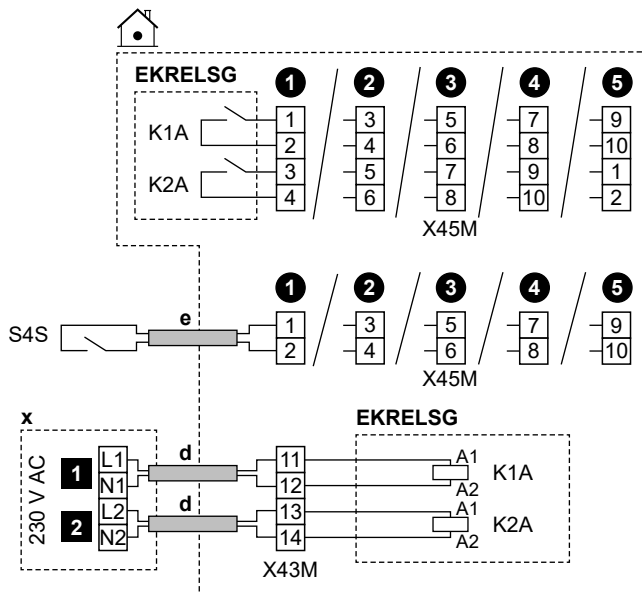 EKRELSG 1 2 3 4 5
K1A 1 3 5 7 9
2 4 6 8 10
K2A 3 5 7 9 1
4 6 8 10 2
X45M
1 2 3 4 5
S4S e 1 3 5 7 9
2 4 6 8 10
X45M
x EKRELSG
230 V AC
1 L1 d 11 A1 K1A
N1 12 A2
2 L2 d 13 A1 K2A
N2 14 A2
X43M